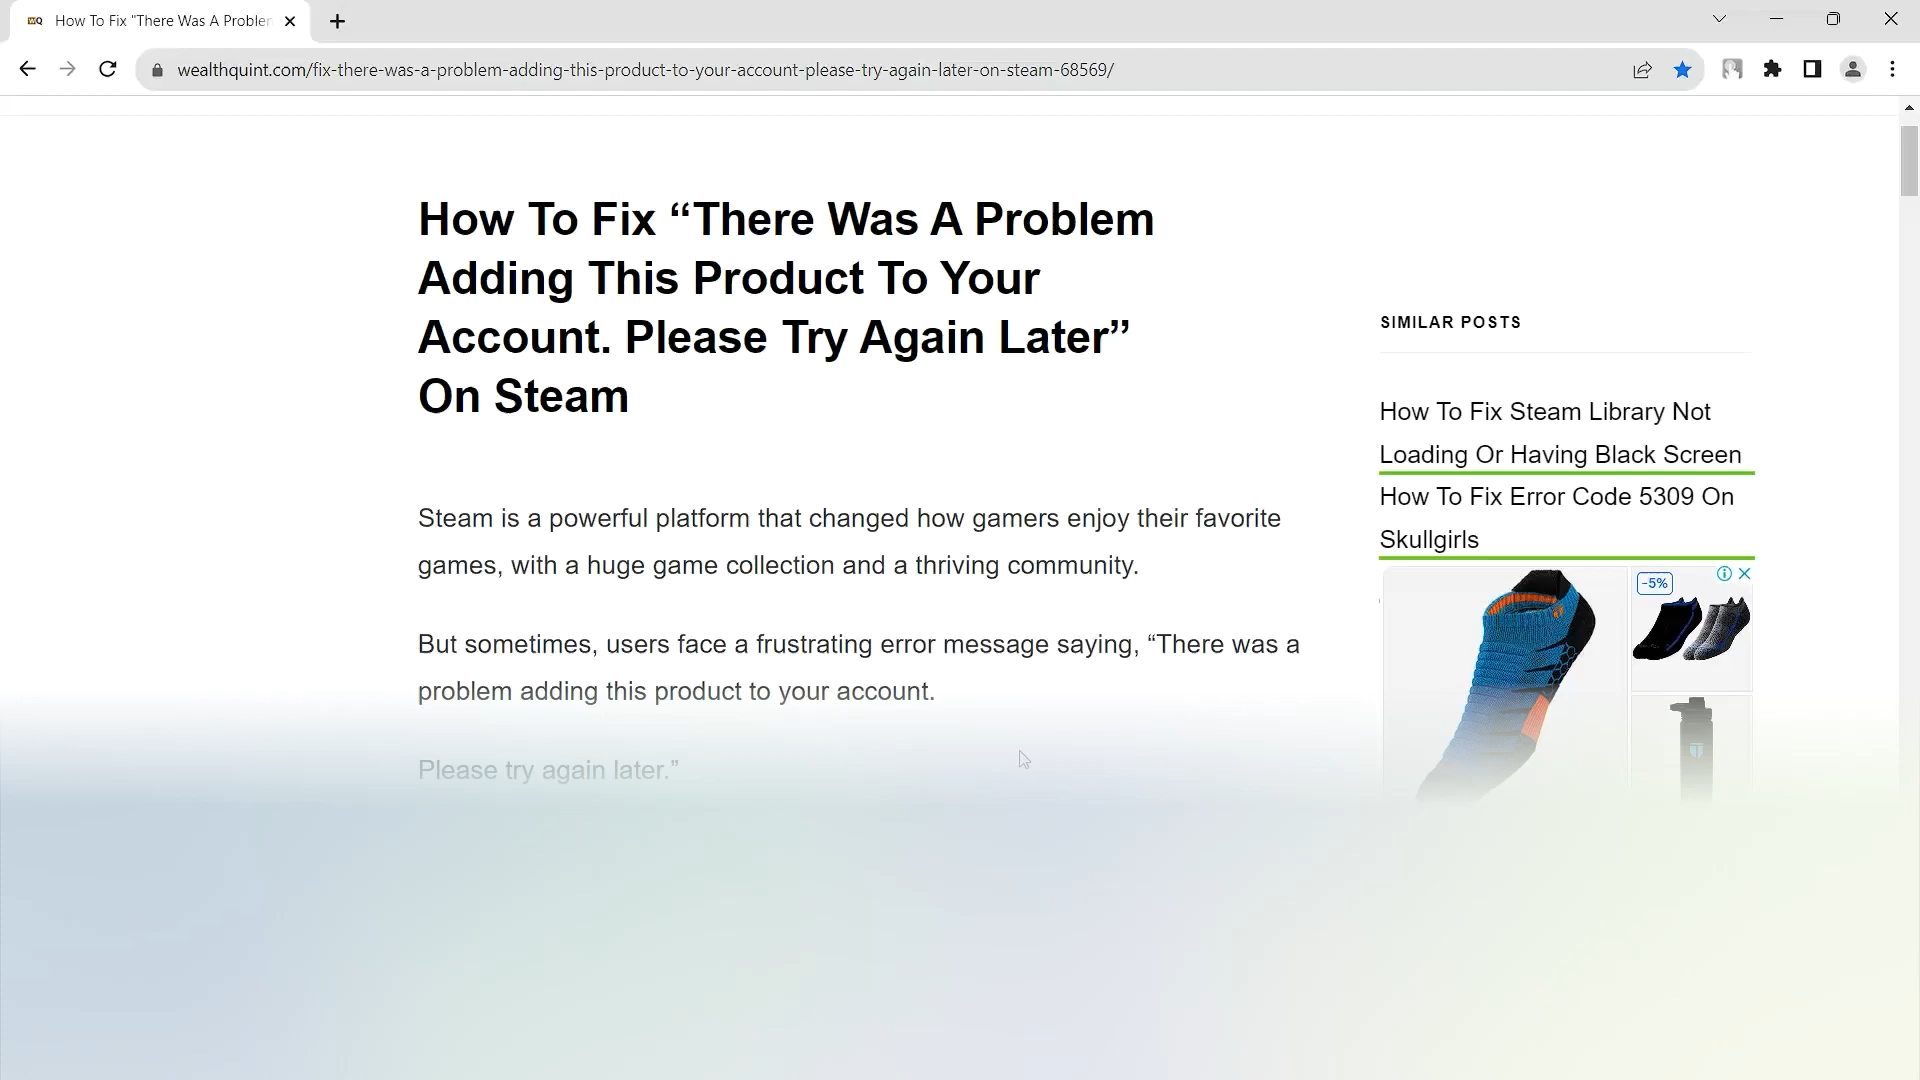 WQ How To Fix "There Was A Probler
wealthquint.com/fix-there-was-a-problem-adding-this-product-to-your-account-please-try-again-later-on-steam-68569/
How To Fix “There Was A Problem
Adding This Product To Your
Account. Please Try Again Later”
On Steam
Steam is a powerful platform that changed how gamers enjoy their favorite
games, with a huge game collection and a thriving community.
But sometimes, users face a frustrating error message saying, “There was a
problem adding this product to your account.
Please try again later.”
SIMILAR POSTS
How To Fix Steam Library Not
Loading Or Having Black Screen
How To Fix Error Code 5309 On
Skullgirls
-5%